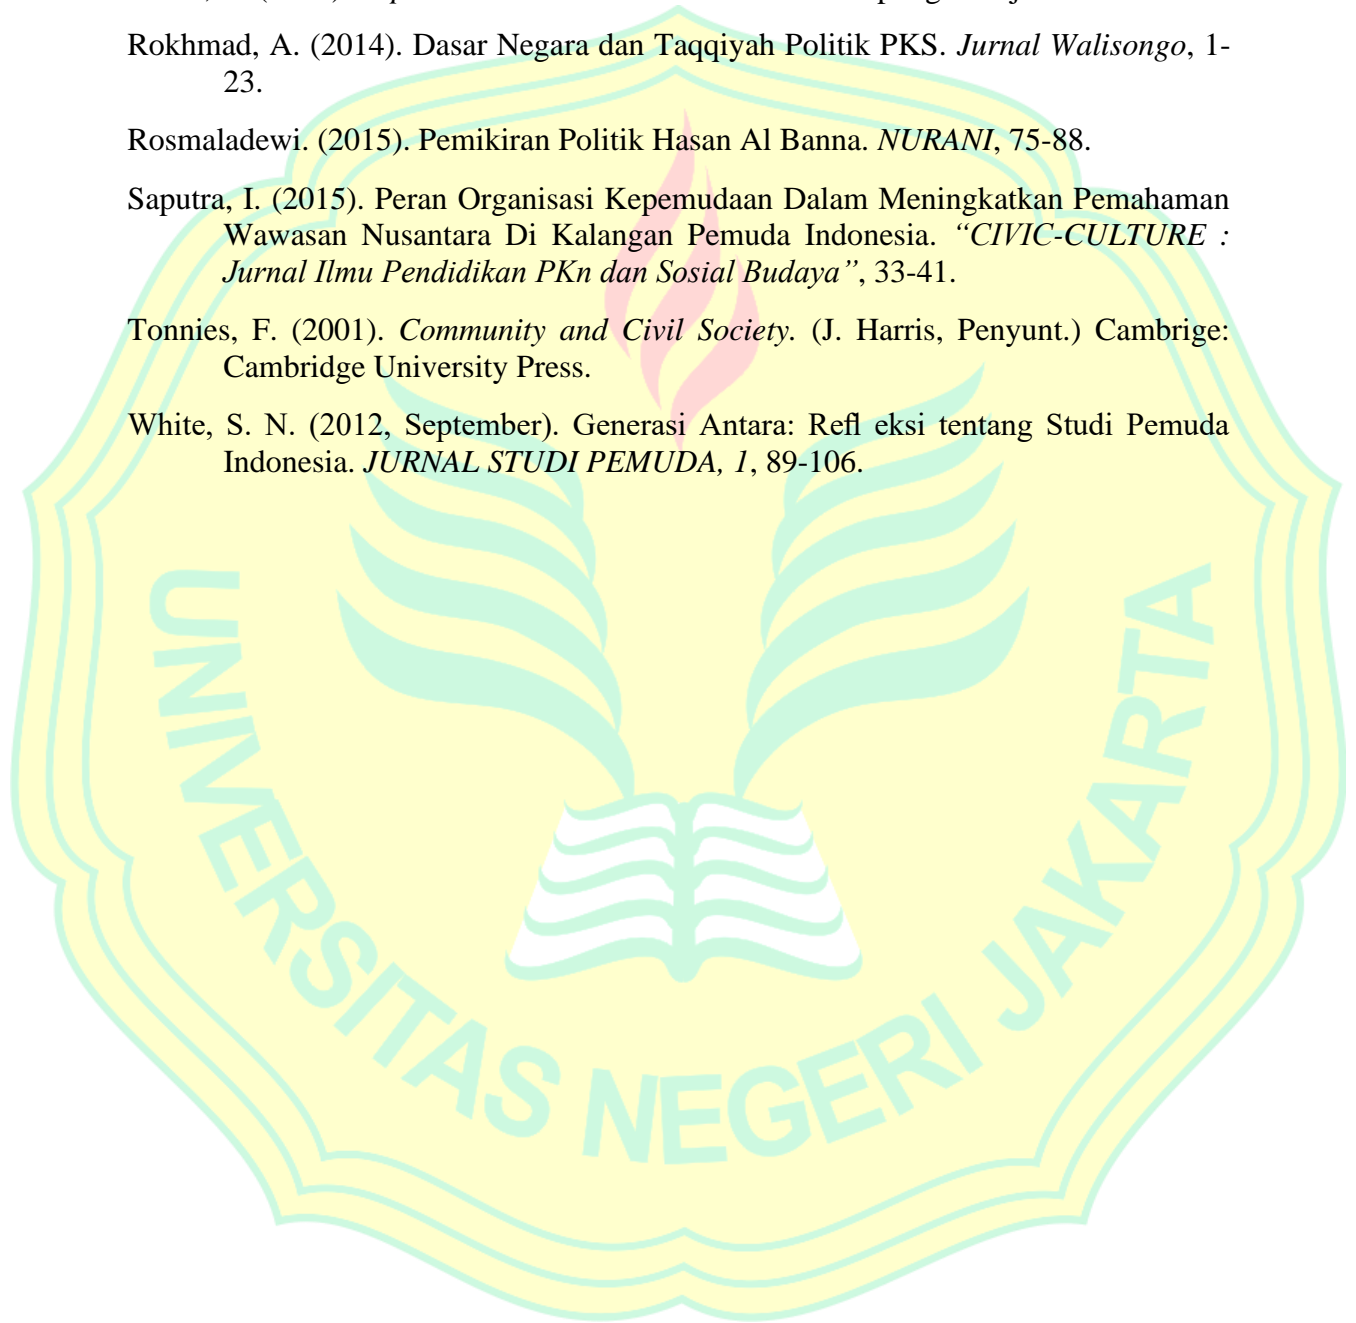 Rokhmad, A. (2014). Dasar Negara dan Taqqiyah Politik PKS. Jurnal Walisongo, 1-
23.
Rosmaladewi. (2015). Pemikiran Politik Hasan Al Banna. NURANI, 75-88.
Saputra, I. (2015). Peran Organisasi Kepemudaan Dalam Meningkatkan Pemahaman
Wawasan Nusantara Di Kalangan Pemuda Indonesia. “CIVIC-CULTURE :
Jurnal Ilmu Pendidikan PKn dan Sosial Budaya”, 33-41.
Tonnies, F. (2001). Community and Civil Society. (J. Harris, Penyunt.) Cambrige:
Cambridge University Press.
White, S. N. (2012, September). Generasi Antara: Refl eksi tentang Studi Pemuda
Indonesia. JURNAL STUDI PEMUDA, 1, 89-106.
UNIVERSITAS NEGERI JAKARTA